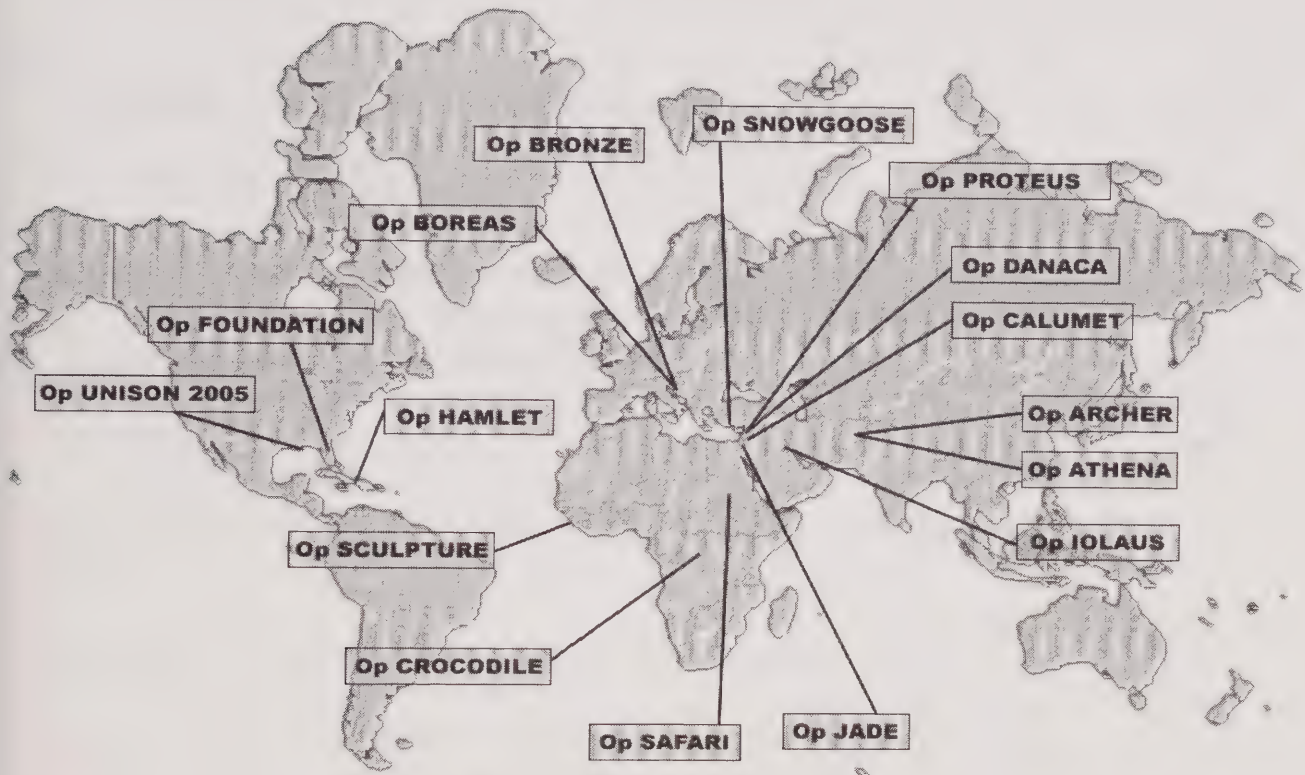 Op SNOWGOOSE
Op BRONZE
Op PROTEUS
Op BOREAS
Op DANACA
Op CALUMET
Op FOUNDATION
Op UNISON 2005
Op HAMLET
Op ARCHER
Op ATHENA
Op IOLAUS
Op SCULPTURE
Op CROCODILE
Op SAFARI
Op JADE